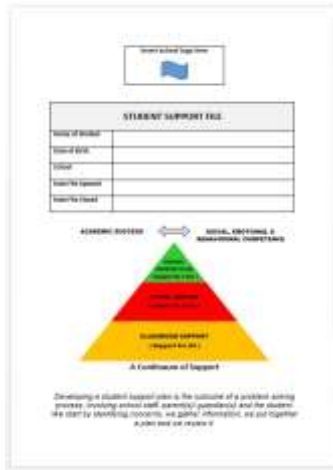 Insert school logo here
STUDENT SUPPORT FILE
Name of Student
Date of Birth
School
Date File Opened
Date File Closed
ACADEMIC SUCCESS
SOCIAL, EMOTIONAL &
BEHAVIORAL COMPETENCE
SCHOOL
CLASSROOM SUPPORT
( Support for All )
A Continuum of Support
Developing a student support plan is the outcome of a problem solving
process, involving school staff, parent(s)/ guardian(s) and the student.
We start by identifying concerns, we gather information, we put together
a plan and we review it